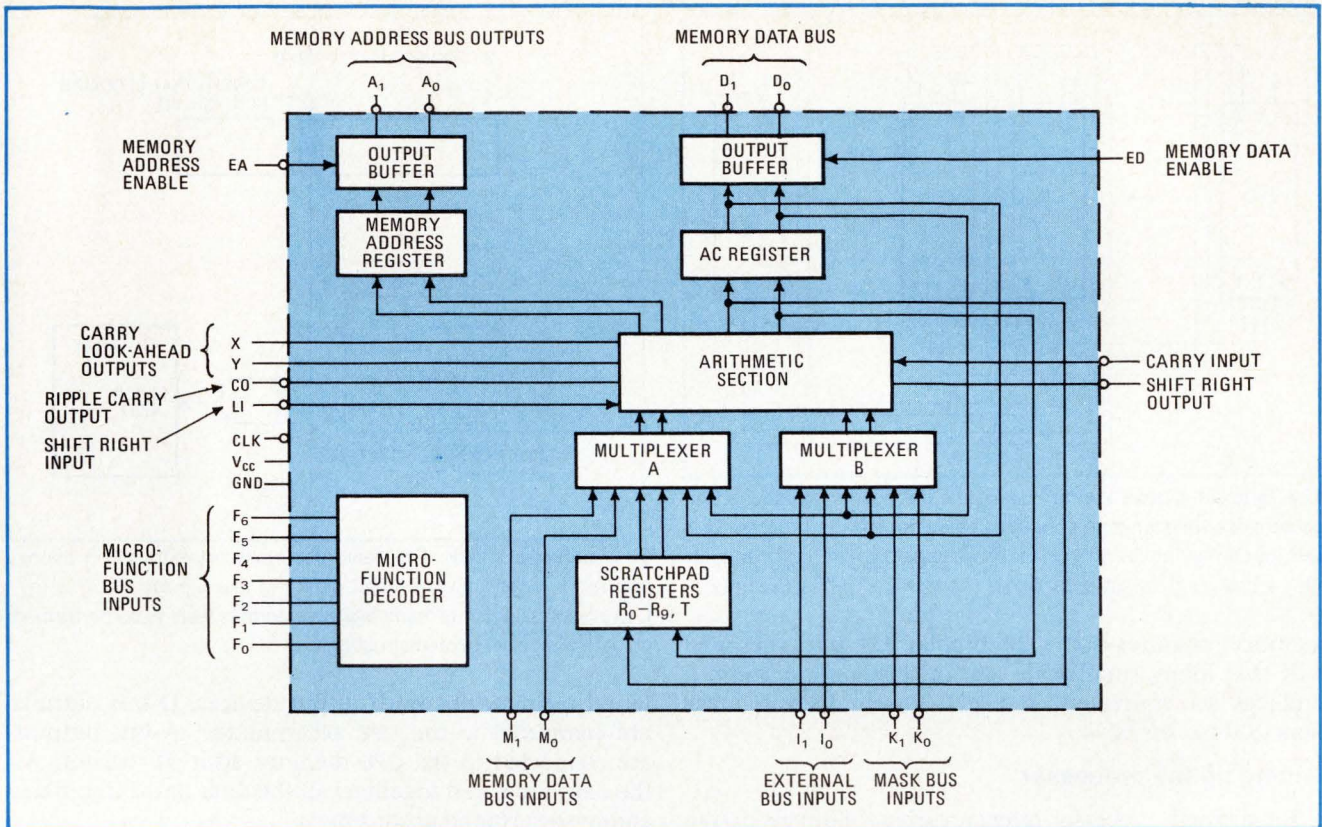 MEMORY ADDRESS BUS OUTPUTS
MEMORY DATA BUS
A1
A0
D1
D0
MEMORY
ADDRESS
ENABLE
EA
OUTPUT
BUFFER
OUTPUT
BUFFER
ED
MEMORY DATA
ENABLE
MEMORY
ADDRESS
REGISTER
AC REGISTER
CARRY
LOOK-AHEAD
OUTPUTS
X
Y
RIPPLE CARRY
OUTPUT
CO
SHIFT RIGHT
INPUT
LI
ARITHMETIC
SECTION
CARRY INPUT
SHIFT RIGHT
OUTPUT
CLK
VCC
GND
MULTIPLEXER
A
MULTIPLEXER
B
MICRO-
FUNCTION
BUS
INPUTS
F6
F5
F4
F3
F2
F1
F0
MICRO-
FUNCTION
DECODER
SCRATCHPAD
REGISTERS
R0–R9, T
M1
M0
I1
I0
K1
K0
MEMORY DATA
BUS INPUTS
EXTERNAL
BUS INPUTS
MASK BUS
INPUTS